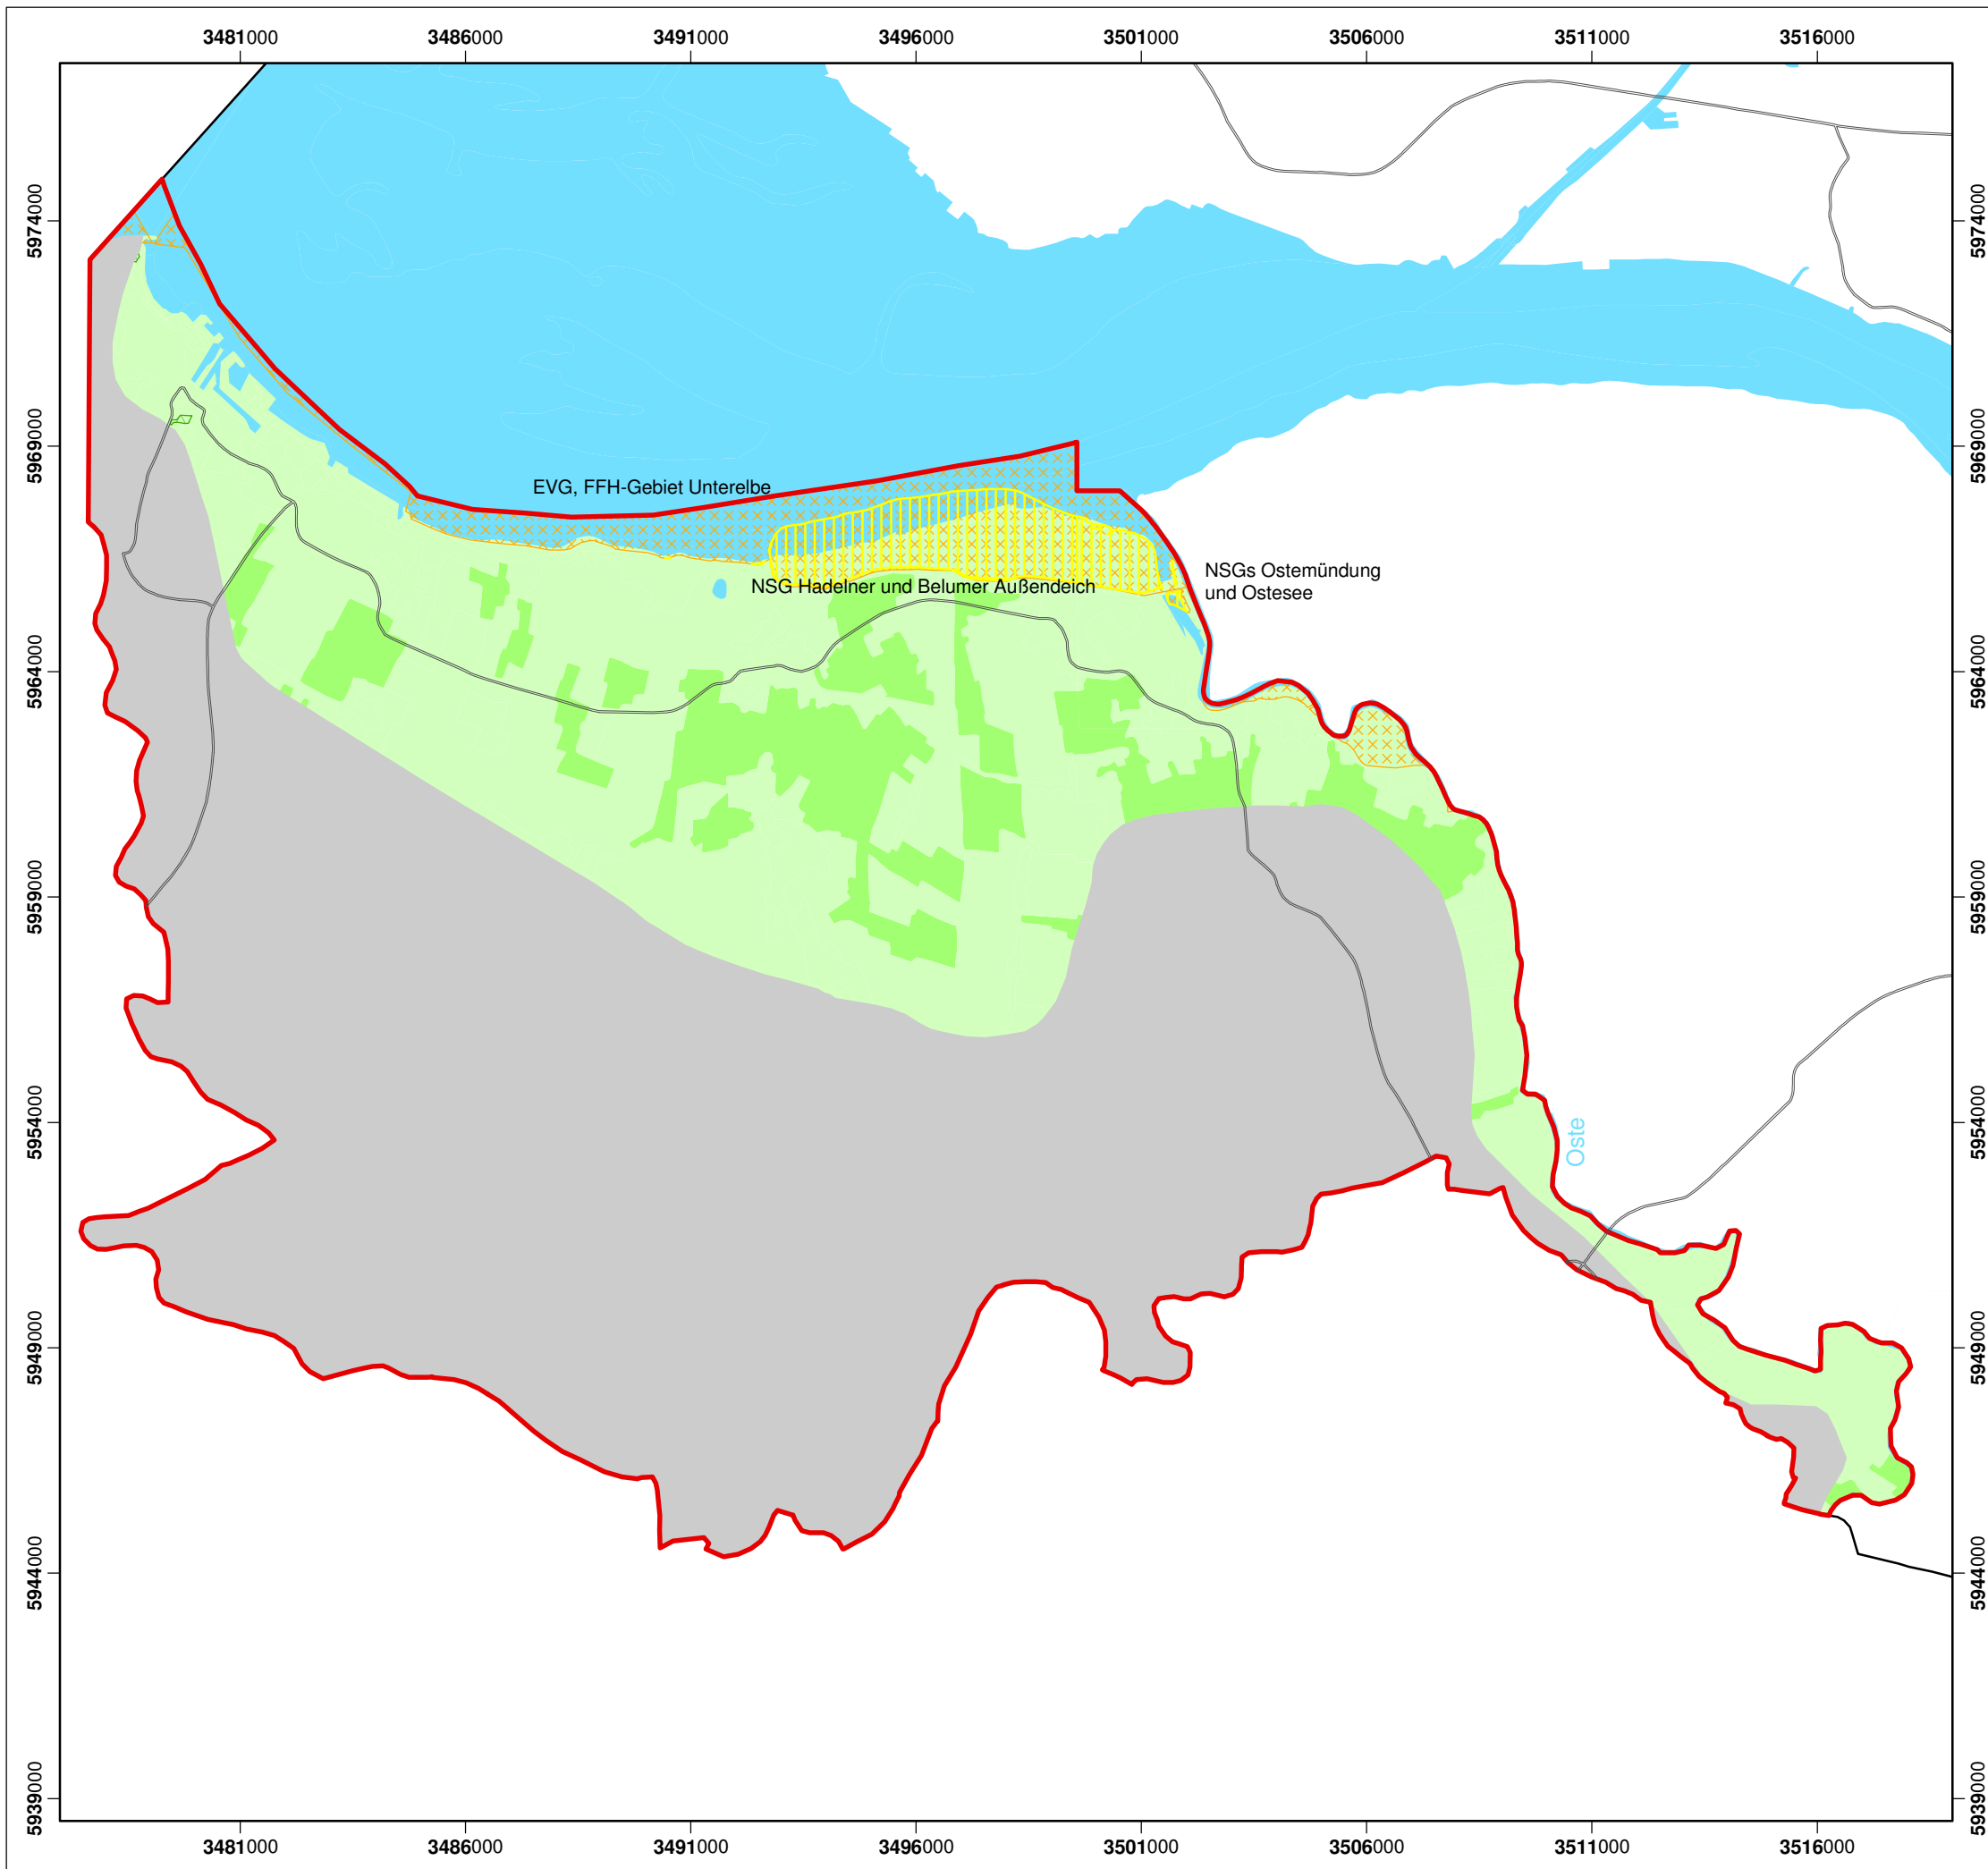 3481000 3486000 3491000 3496000 3501000 3506000 3511000 3516000
5974000 5974000
5969000 5969000
EVG, FFH-Gebiet Unterelbe
NSGs Ostemündung
und Ostesee
NSG Hadelner und Belumer Außendeich
5964000 5964000
5959000 5959000
5954000 5954000
Oste
5949000 5949000
5944000 5944000
5939000 5939000
3481000 3486000 3491000 3496000 3501000 3506000 3511000 3516000